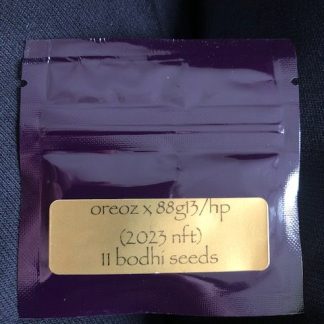 oreoz x 88g13/hp
(2023 nft)
11 bodhi seeds